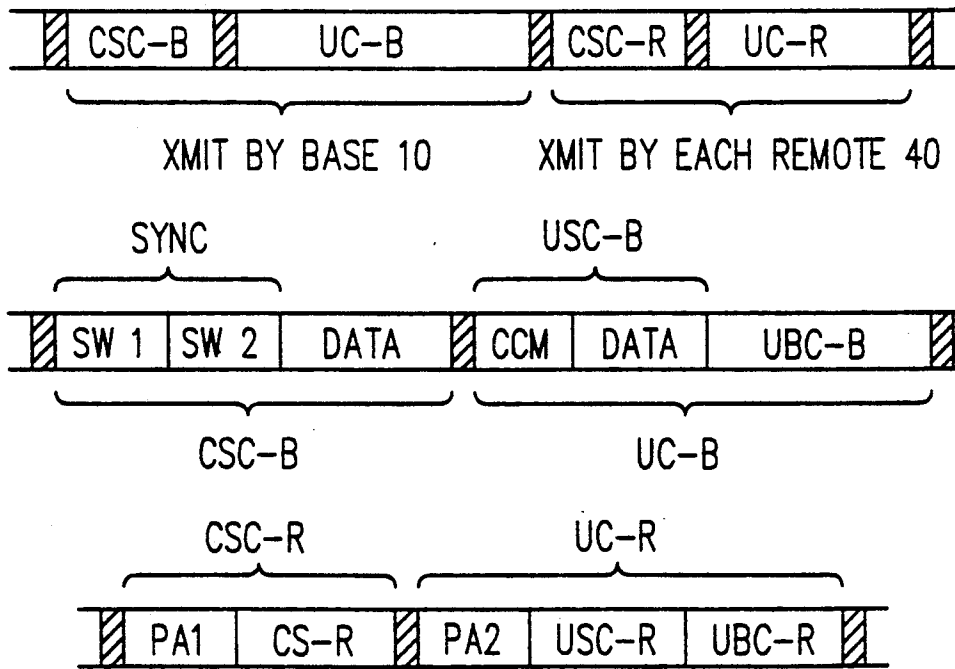 CSC-B UC-B CSC-R UC-R
XMIT BY BASE 10 XMIT BY EACH REMOTE 40
SYNC USC-B
SW 1 SW 2 DATA CCM DATA UBC-B
CSC-B UC-B
CSC-R UC-R
PA1 CS-R PA2 USC-R UBC-R